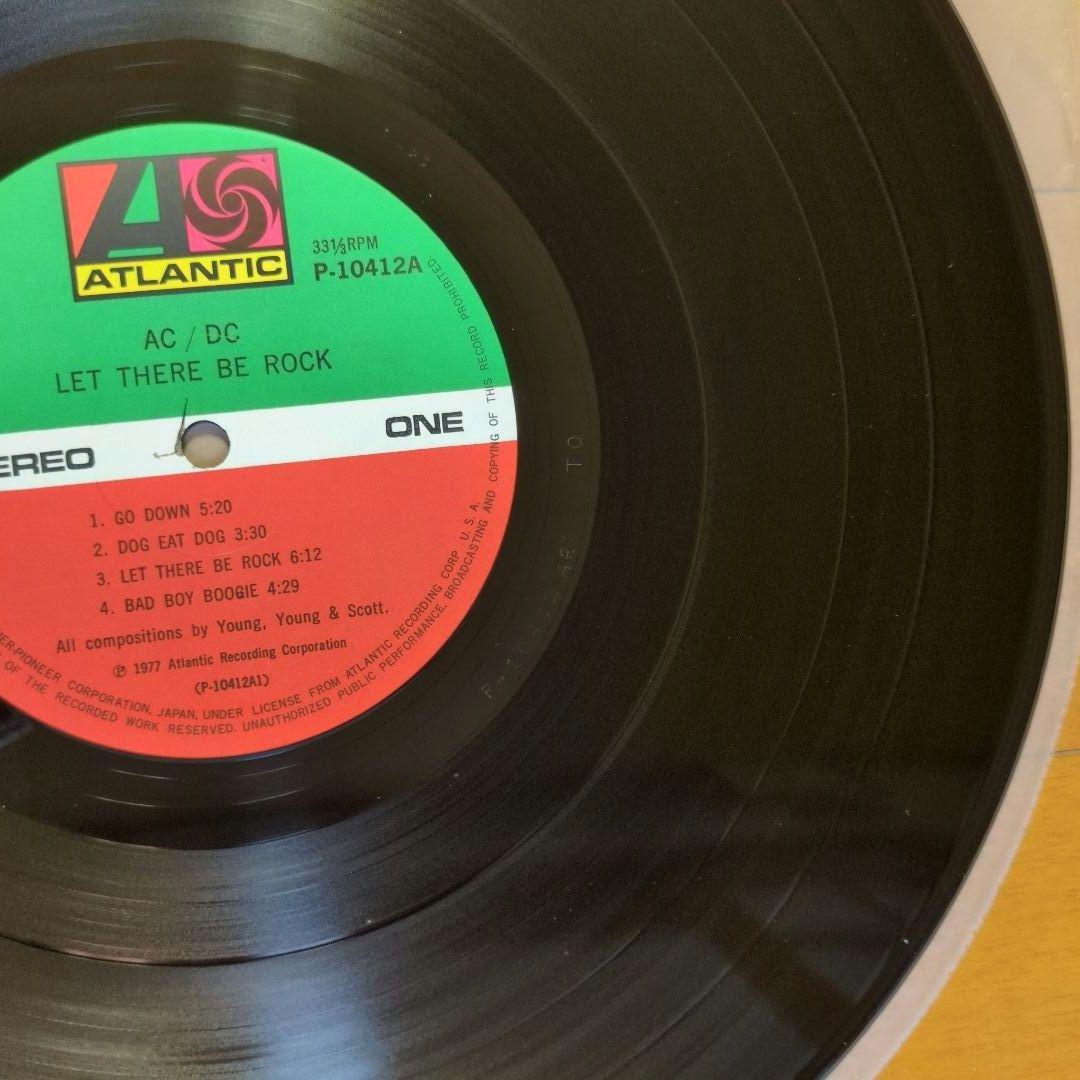 ATLANTIC
33⅓RPM
P-10412A
AC / DC
LET THERE BE ROCK
EREO
ONE
1. GO DOWN 5:20
2. DOG EAT DOG 3:30
3. LET THERE BE ROCK 6:12
4. BAD BOY BOOGIE 4:29
All compositions by Young, Young & Scott.
Ⓟ 1977 Atlantic Recording Corporation
(P-10412A1)
ER-PIONEER CORPORATION, JAPAN, UNDER LICENSE FROM ATLANTIC RECORDING CORP. U. S. A.
OF THE RECORDED WORK RESERVED. UNAUTHORIZED PUBLIC PERFORMANCE, BROADCASTING AND COPYING OF THIS RECORD PROHIBITED.
TO